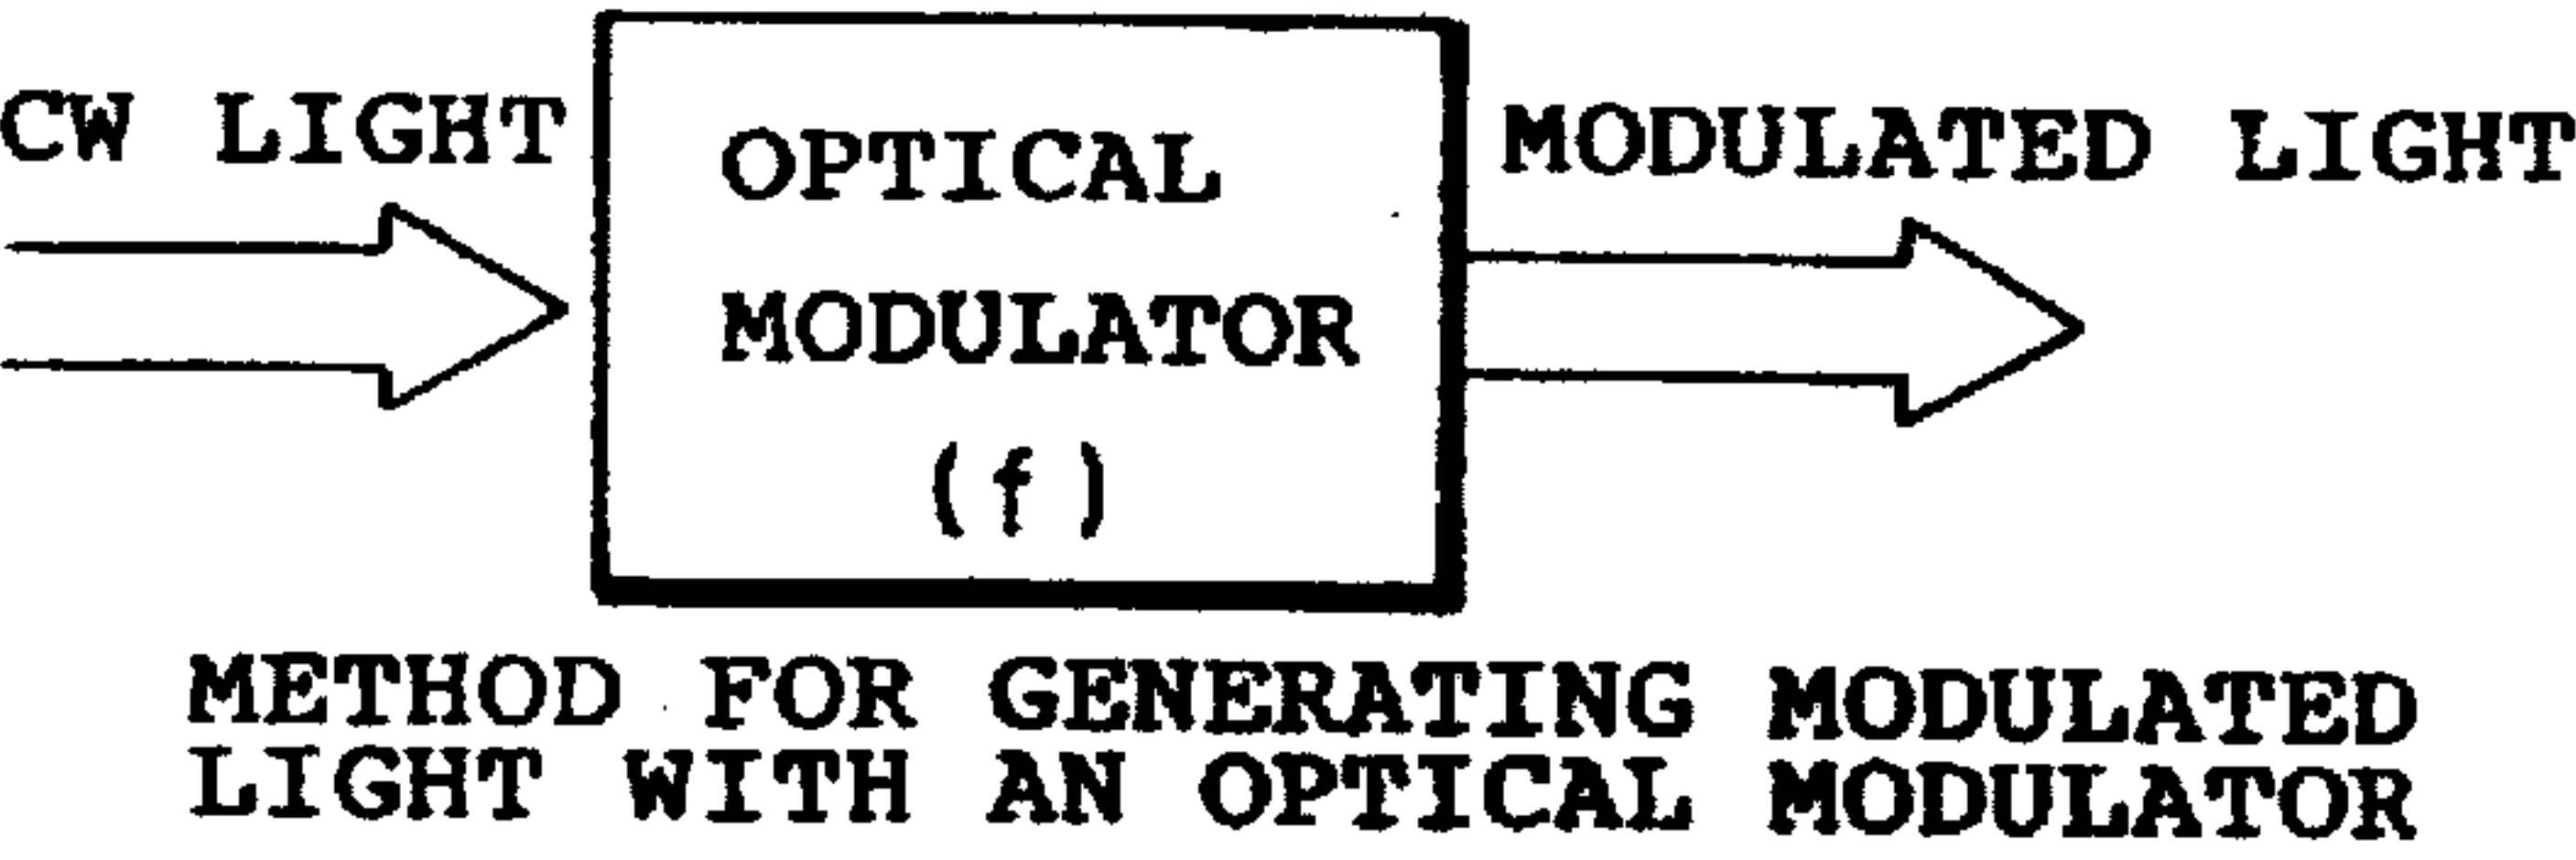 CW LIGHT
OPTICAL
MODULATOR
(f)
MODULATED LIGHT
METHOD FOR GENERATING MODULATED
LIGHT WITH AN OPTICAL MODULATOR